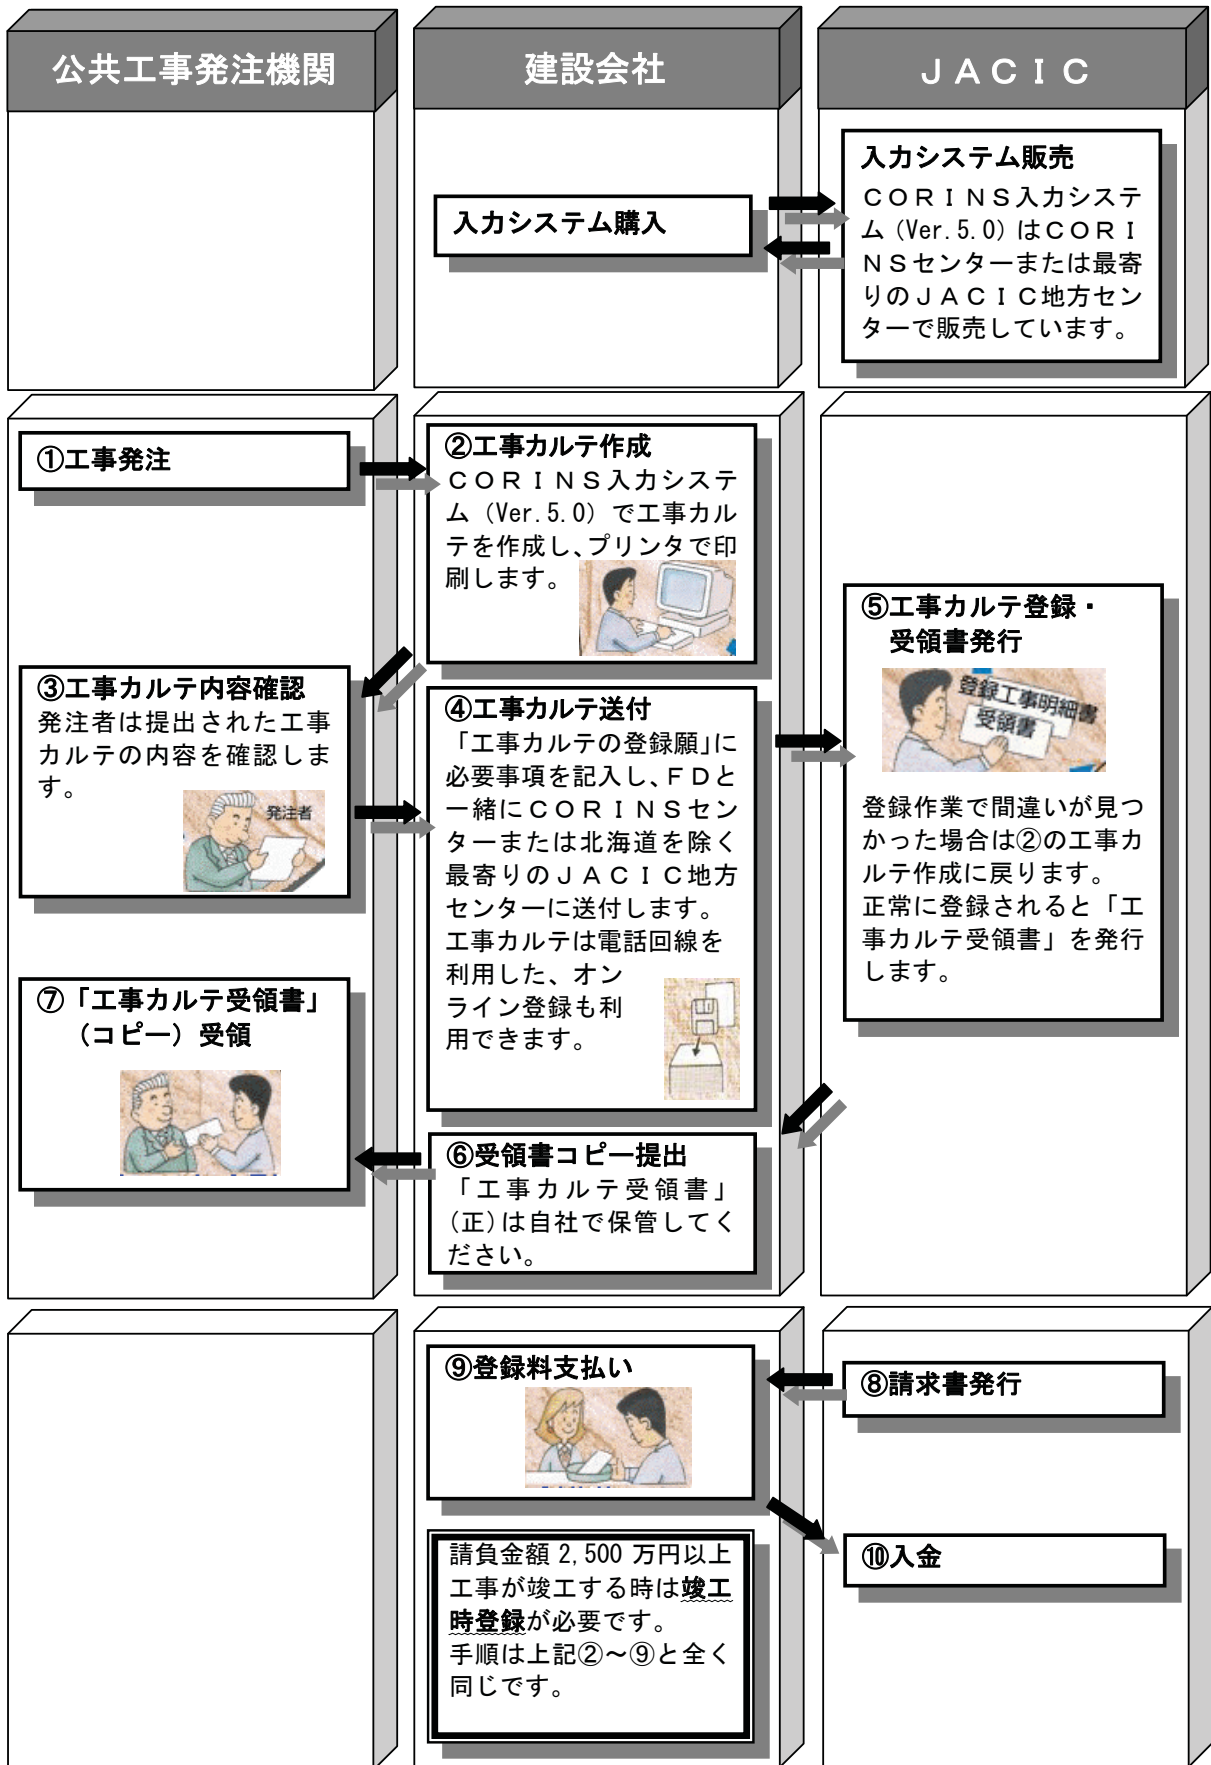 公共工事発注機関
建設会社
ＪＡＣＩＣ
入力システム購入
入力システム販売
ＣＯＲＩＮＳ入力システ
ム（Ver.5.0）はＣＯＲＩ
ＮＳセンターまたは最寄
りのＪＡＣＩＣ地方セン
ターで販売しています。
①工事発注
②工事カルテ作成
ＣＯＲＩＮＳ入力システ
ム（Ver.5.0）で工事カル
テを作成し、プリンタで印
刷します。
③工事カルテ内容確認
発注者は提出された工事
カルテの内容を確認しま
す。
発注者
④工事カルテ送付
「工事カルテの登録願」に
必要事項を記入し、ＦＤと
一緒にＣＯＲＩＮＳセン
ターまたは北海道を除く
最寄りのＪＡＣＩＣ地方
センターに送付します。
工事カルテは電話回線を
利用した、オン
ライン登録も利
用できます。
⑤工事カルテ登録・
受領書発行
登録工事明細書
受領書
登録作業で間違いが見つ
かった場合は②の工事カ
ルテ作成に戻ります。
正常に登録されると「工
事カルテ受領書」を発行
します。
⑥受領書コピー提出
「工事カルテ受領書」
（正）は自社で保管してく
ださい。
⑦「工事カルテ受領書」
（コピー）受領
⑧請求書発行
⑨登録料支払い
⑩入金
請負金額 2,500 万円以上
工事が竣工する時は竣工
時登録が必要です。
手順は上記②～⑨と全く
同じです。